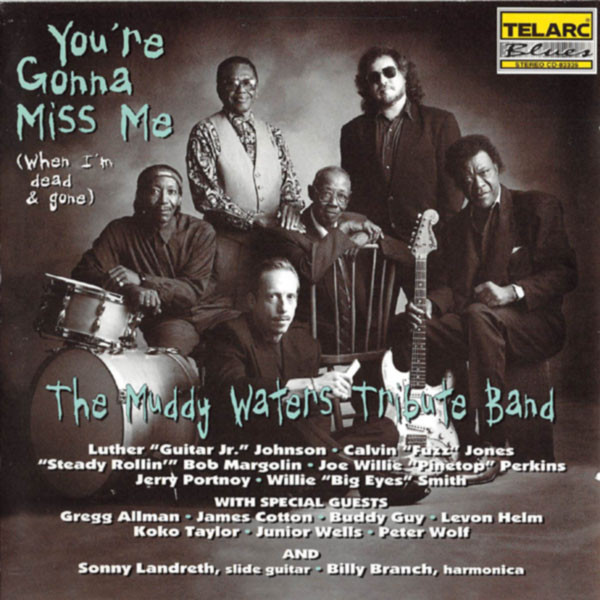 You're
Gonna
Miss Me
(When I'm
dead
& gone)
TELARC
Blues
STEREO CD-83335
The Muddy Waters Tribute Band
Luther "Guitar Jr." Johnson · Calvin "Fuzz" Jones
"Steady Rollin'" Bob Margolin · Joe Willie "Pinetop" Perkins
Jerry Portnoy · Willie "Big Eyes" Smith
WITH SPECIAL GUESTS
Gregg Allman · James Cotton · Buddy Guy · Levon Helm
Koko Taylor · Junior Wells · Peter Wolf
AND
Sonny Landreth, slide guitar · Billy Branch, harmonica